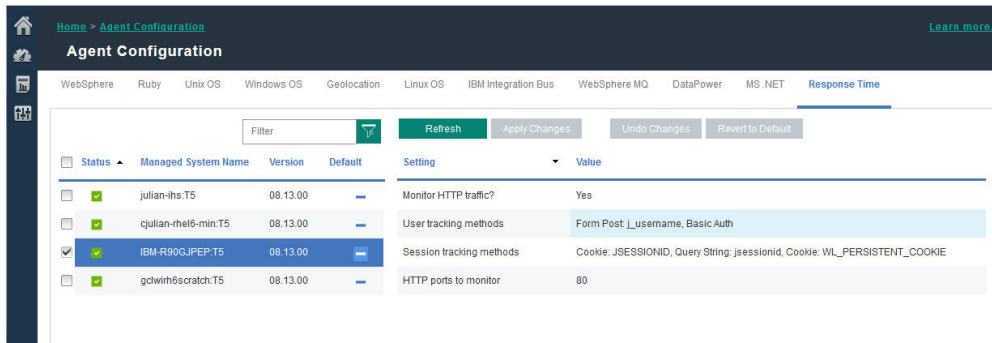 Home > Agent Configuration Learn more.
Agent Configuration
WebSphere Ruby Unix OS Windows OS Geolocation Linux OS IBM Integration Bus WebSphere MQ DataPower MS .NET Response Time
Filter Refresh Apply Changes Undo Changes Revert to Default
Status Managed System Name Version Default Setting Value
julian-ihs:T5 08.13.00 Monitor HTTP traffic? Yes
cjulian-rhel6-min:T5 08.13.00 User tracking methods Form Post: j_username, Basic Auth
IBM-R90GJPEP:T5 08.13.00 Session tracking methods Cookie: JSESSIONID, Query String: jsessionid, Cookie: WL_PERSISTENT_COOKIE
gclwirh6scratch:T5 08.13.00 HTTP ports to monitor 80